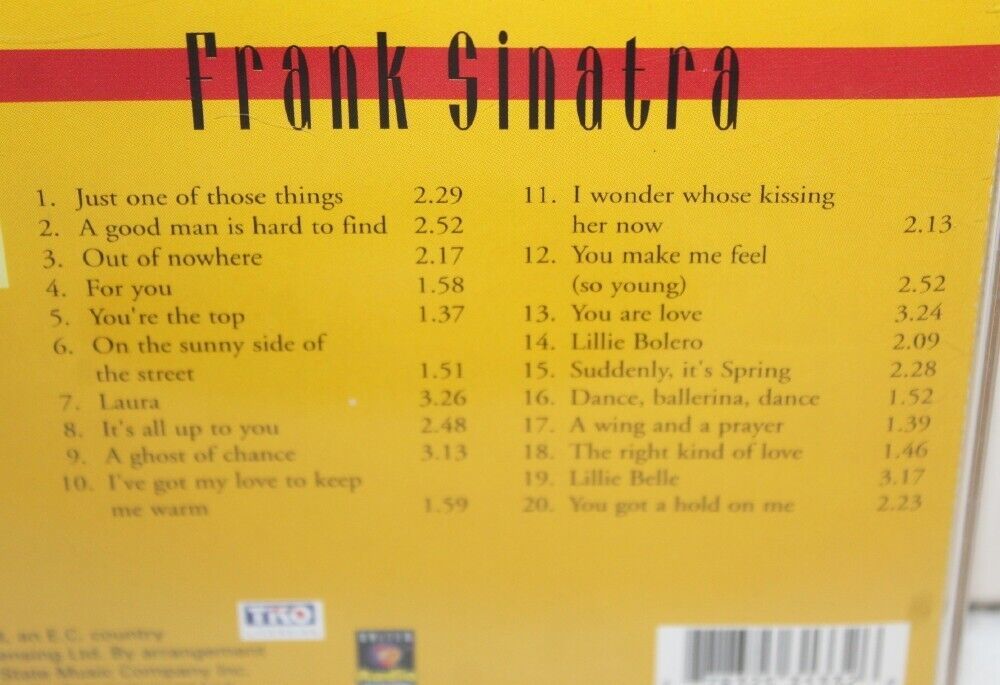 Frank Sinatra
1. Just one of those things 2.29
2. A good man is hard to find 2.52
3. Out of nowhere 2.17
4. For you 1.58
5. You're the top 1.37
6. On the sunny side of
the street 1.51
7. Laura 3.26
8. It's all up to you 2.48
9. A ghost of chance 3.13
10. I've got my love to keep
me warm 1.59
11. I wonder whose kissing
her now 2.13
12. You make me feel
(so young) 2.52
13. You are love 3.24
14. Lillie Bolero 2.09
15. Suddenly, it's Spring 2.28
16. Dance, ballerina, dance 1.52
17. A wing and a prayer 1.39
18. The right kind of love 1.46
19. Lillie Belle 3.17
20. You got a hold on me 2.23
TKO
an E.C. country
Ltd. By arrangement
State Music Company Inc.